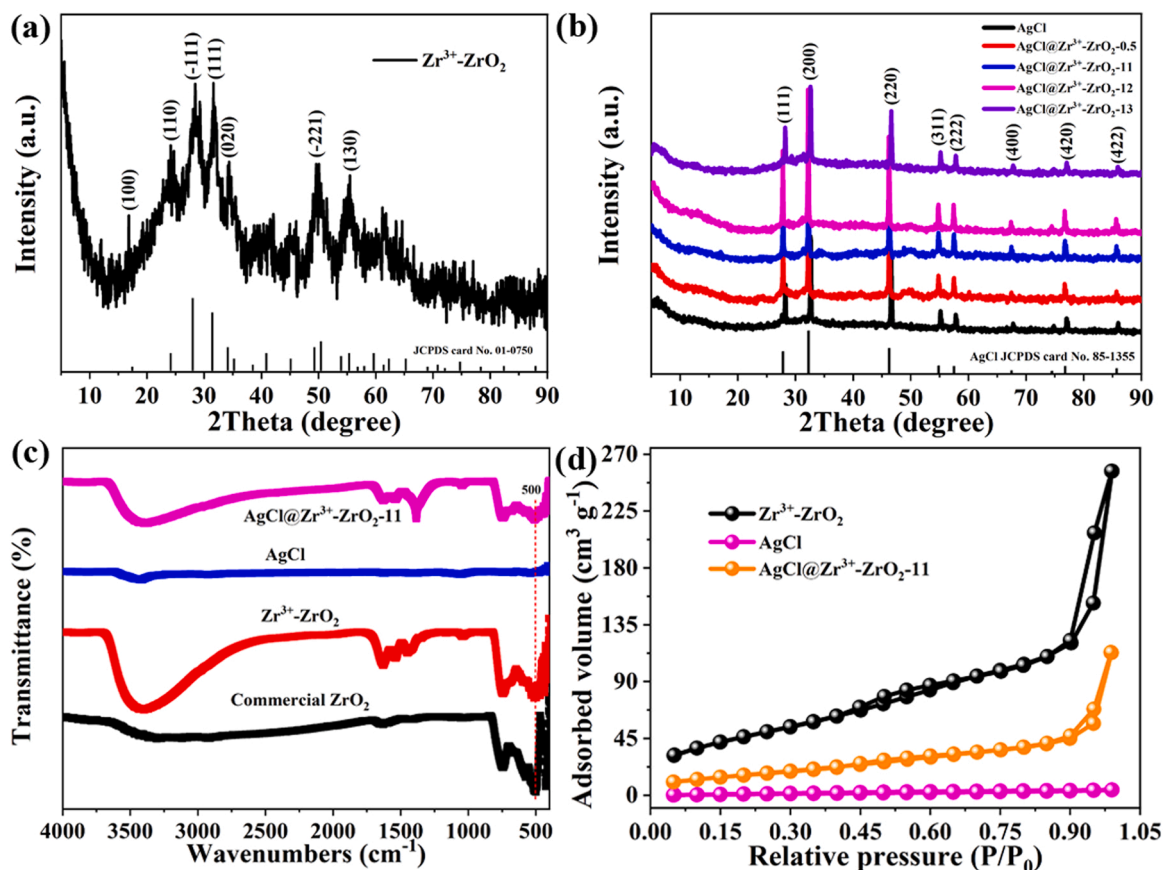 (a)
Intensity (a.u.)
Zr³⁺-ZrO₂
(100)
(110)
(-111)
(111)
(020)
(-221)
(130)
JCPDS card No. 01-0750
10 20 30 40 50 60 70 80 90
2Theta (degree)
(b)
Intensity (a.u.)
AgCl
AgCl@Zr³⁺-ZrO₂-0.5
AgCl@Zr³⁺-ZrO₂-11
AgCl@Zr³⁺-ZrO₂-12
AgCl@Zr³⁺-ZrO₂-13
(111)
(200)
(220)
(311)
(222)
(400)
(420)
(422)
AgCl JCPDS card No. 85-1355
10 20 30 40 50 60 70 80 90
2Theta (degree)
(c)
Transmittance (%)
500
AgCl@Zr³⁺-ZrO₂-11
AgCl
Zr³⁺-ZrO₂
Commercial ZrO₂
4000 3500 3000 2500 2000 1500 1000 500
Wavenumbers (cm⁻¹)
(d)
Adsorbed volume (cm³ g⁻¹)
270
225
180
135
90
45
0
Zr³⁺-ZrO₂
AgCl
AgCl@Zr³⁺-ZrO₂-11
0.00 0.15 0.30 0.45 0.60 0.75 0.90 1.05
Relative pressure (P/P₀)